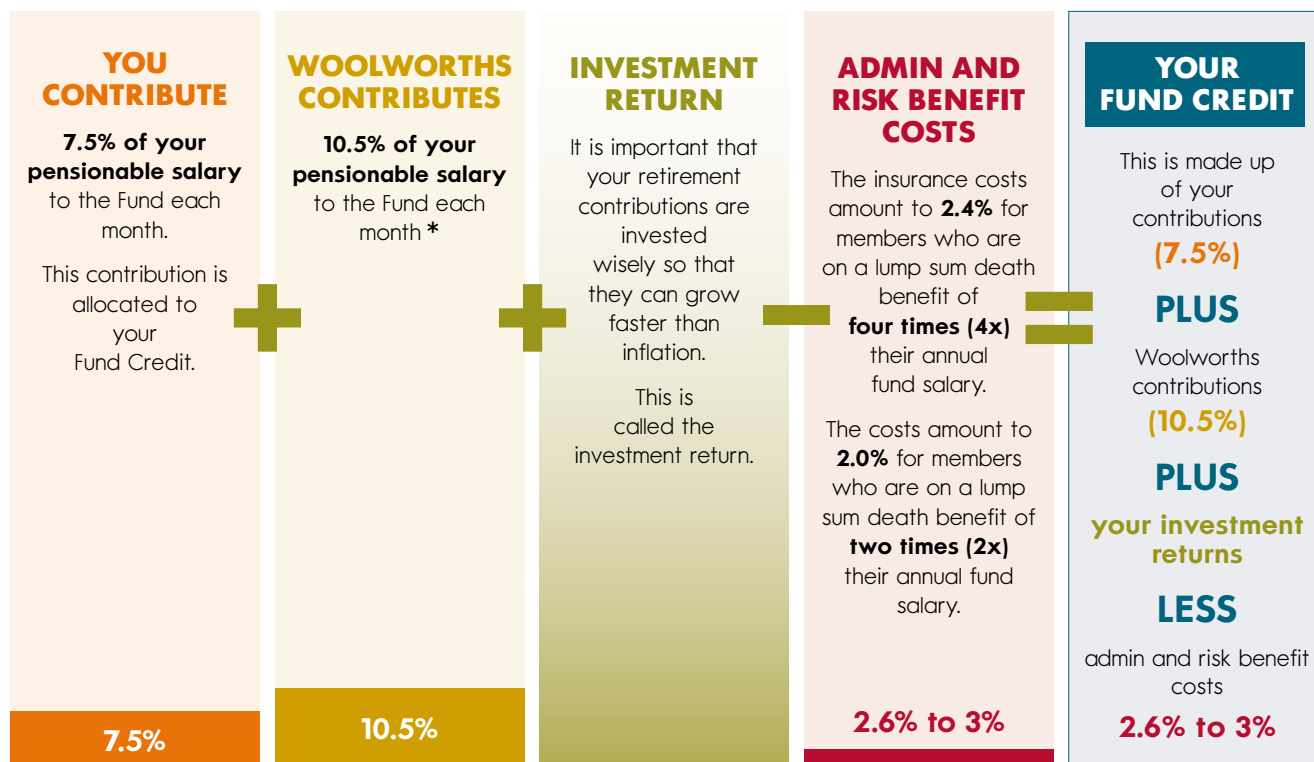 YOU
CONTRIBUTE
7.5% of your
pensionable salary
to the Fund each
month.
This contribution is
allocated to
your
Fund Credit.
7.5%
+
WOOLWORTHS
CONTRIBUTES
10.5% of your
pensionable salary
to the Fund each
month *
10.5%
+
INVESTMENT
RETURN
It is important that
your retirement
contributions are
invested
wisely so that
they can grow
faster than
inflation.
This is
called the
investment return.
–
ADMIN AND
RISK BENEFIT
COSTS
The insurance costs
amount to 2.4% for
members who are
on a lump sum death
benefit of
four times (4x)
their annual
fund salary.
The costs amount to
2.0% for members
who are on a lump
sum death benefit of
two times (2x)
their annual fund
salary.
2.6% to 3%
=
YOUR
FUND CREDIT
This is made up
of your
contributions
(7.5%)
PLUS
Woolworths
contributions
(10.5%)
PLUS
your investment
returns
LESS
admin and risk benefit
costs
2.6% to 3%